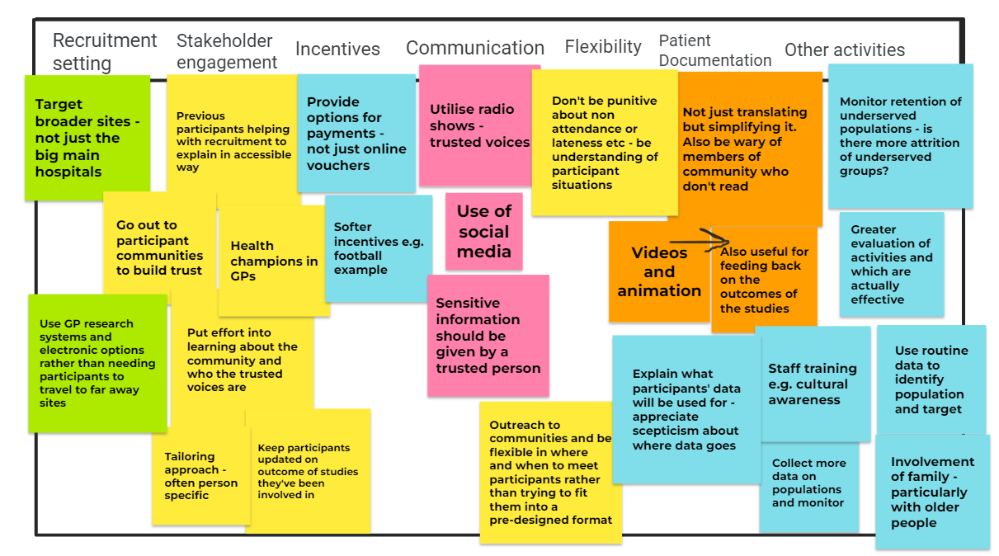 Recruitment
setting
Stakeholder
engagement
Incentives
Communication
Flexibility
Patient
Documentation
Other activities
Target
broader sites -
not just the
big main
hospitals
Use GP research
systems and
electronic options
rather than needing
participants to
travel to far away
sites
Previous
participants helping
with recruitment to
explain in accessible
way
Go out to
participant
communities
to build trust
Health
champions in
GPs
Put effort into
learning about the
community and
who the trusted
voices are
Tailoring
approach -
often person
specific
Keep participants
updated on
outcome of studies
they've been
involved in
Provide
options for
payments -
not just online
vouchers
Softer
incentives e.g.
football
example
Utilise radio
shows -
trusted voices
Use of
social
media
Sensitive
information
should be
given by a
trusted person
Don't be punitive
about non
attendance or
lateness etc - be
understanding of
participant
situations
Outreach to
communities and be
flexible in where
and when to meet
participants rather
than trying to fit
them into a
pre-designed format
Not just translating
but simplifying it.
Also be wary of
members of
community who
don't read
Videos
and
animation
Also useful for
feeding back
on the
outcomes of
the studies
Explain what
participants' data
will be used for -
appreciate
scepticism about
where data goes
Monitor retention of
underserved
populations - is
there more attrition
of underserved
groups?
Greater
evaluation of
activities and
which are
actually
effective
Staff training
e.g. cultural
awareness
Use routine
data to
identify
population
and target
Collect more
data on
populations
and monitor
Involvement
of family -
particularly
with older
people